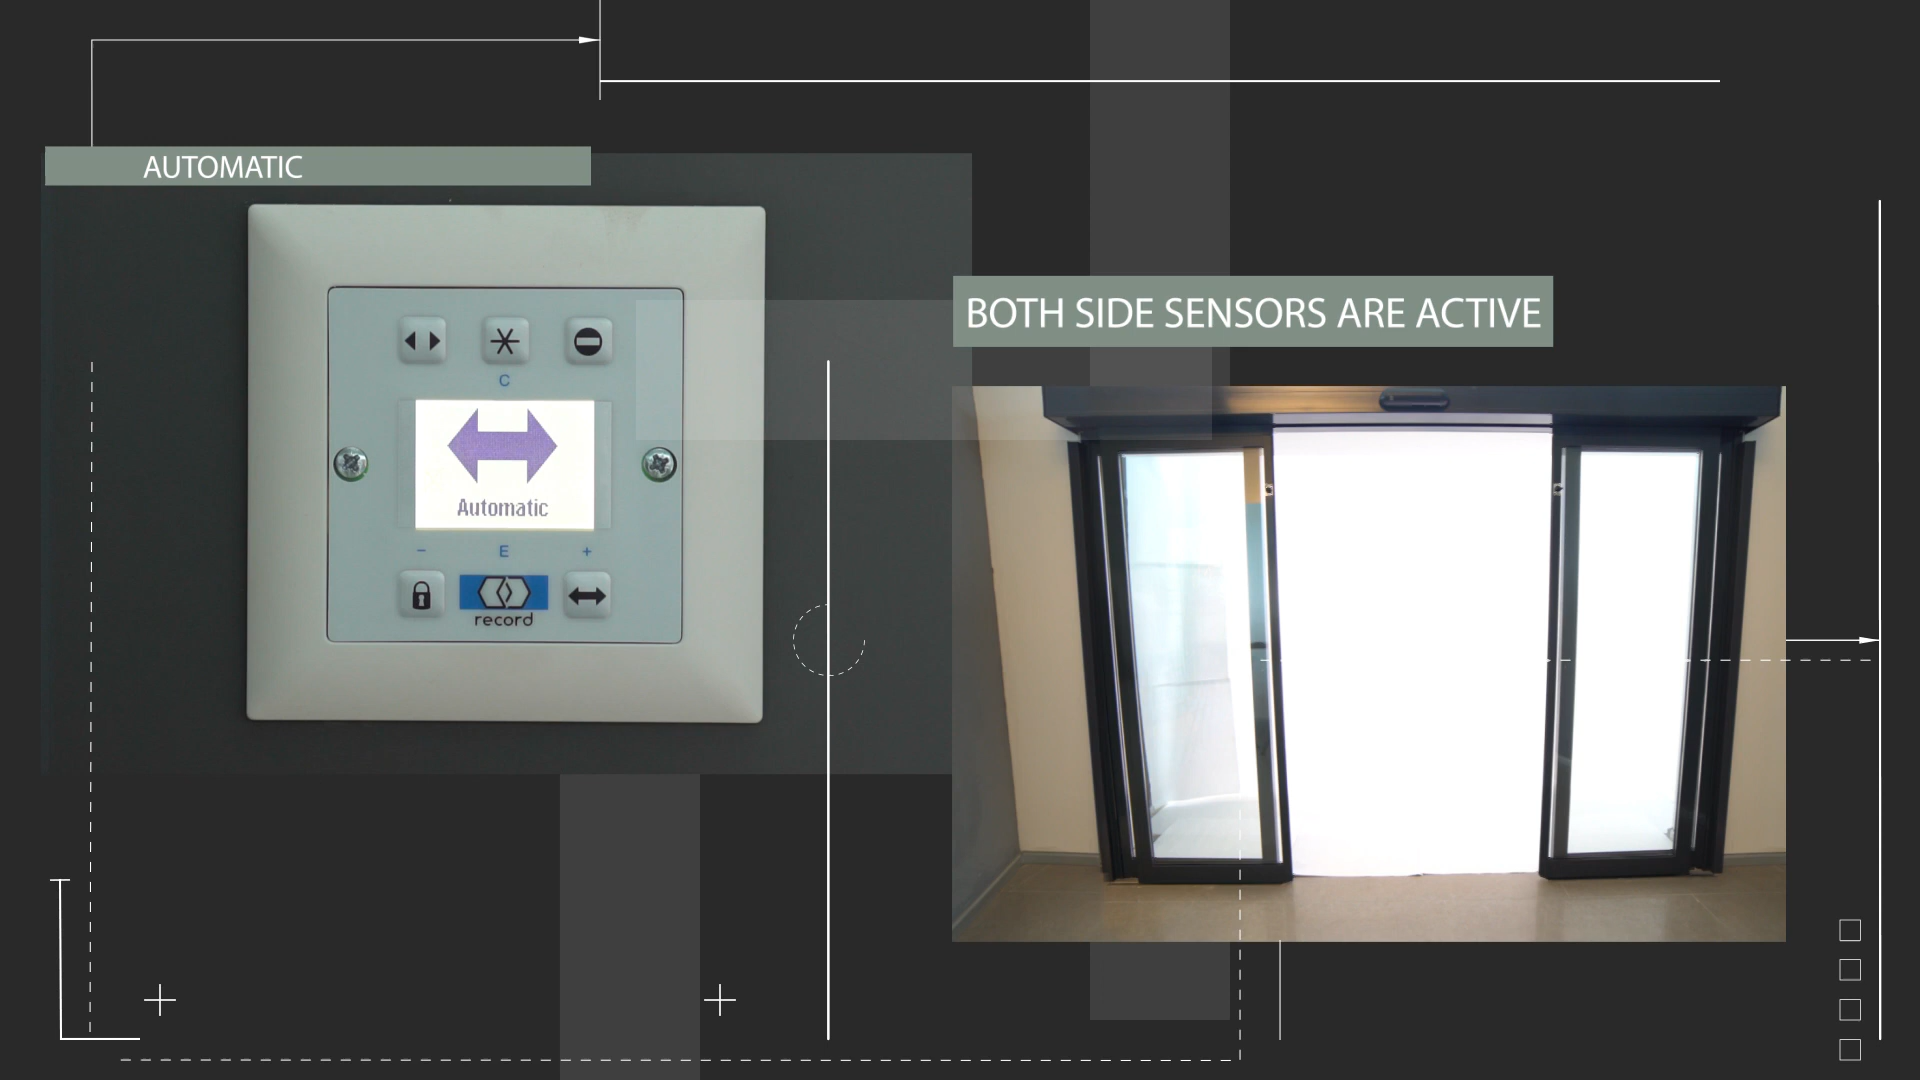 AUTOMATIC
BOTH SIDE SENSORS ARE ACTIVE
C
Automatic
- E +
record